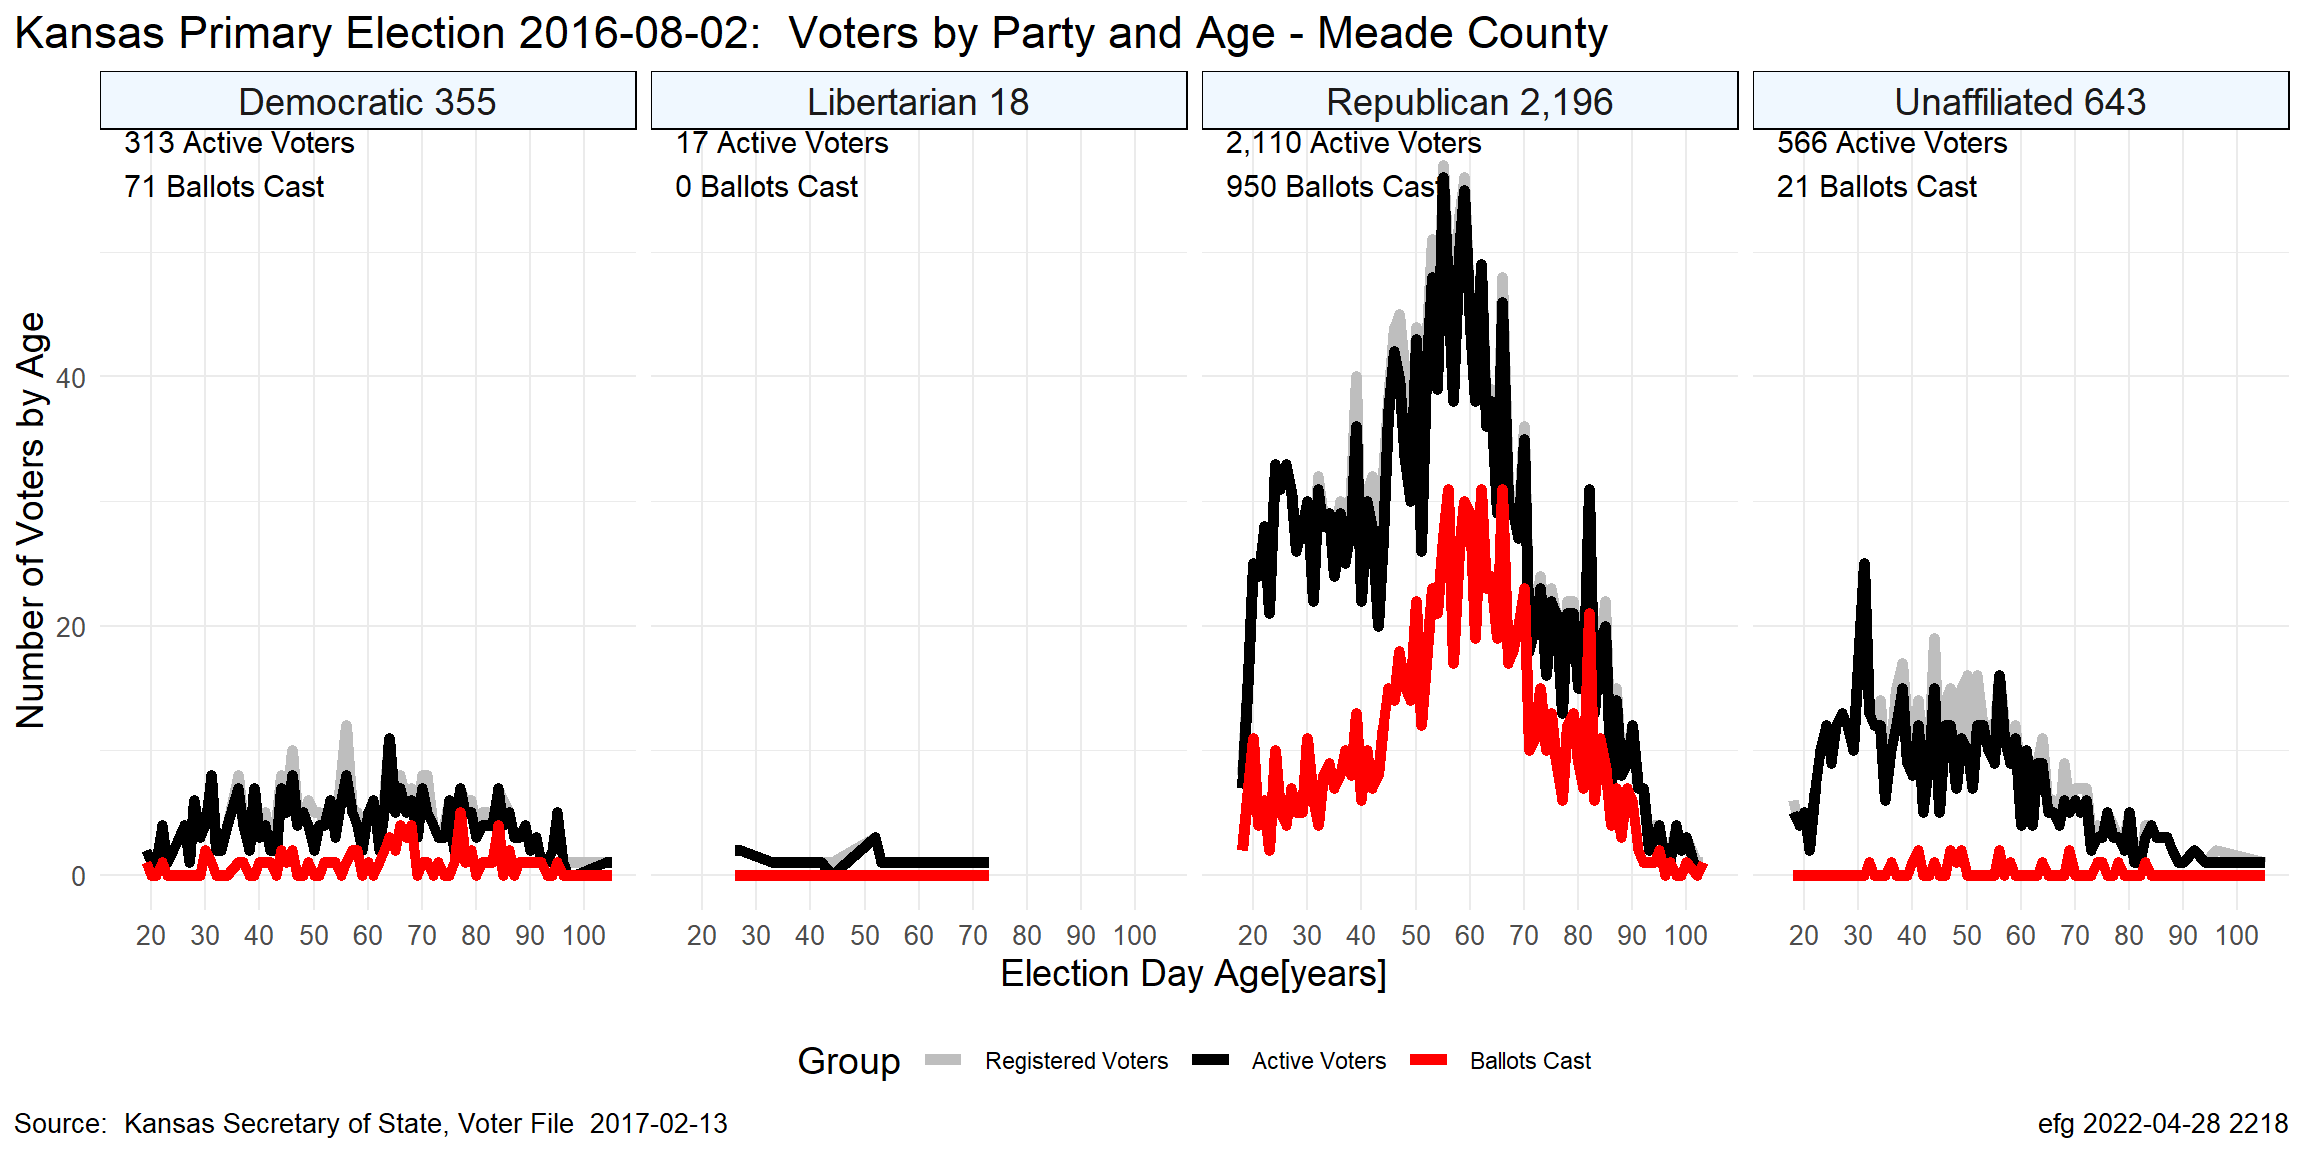 Kansas Primary Election 2016-08-02:  Voters by Party and Age - Meade County
Democratic 355
Libertarian 18
Republican 2,196
Unaffiliated 643
313 Active Voters
71 Ballots Cast
17 Active Voters
0 Ballots Cast
2,110 Active Voters
950 Ballots Cast
566 Active Voters
21 Ballots Cast
Number of Voters by Age
40
20
0
20 30 40 50 60 70 80 90 100
20 30 40 50 60 70 80 90 100
20 30 40 50 60 70 80 90 100
20 30 40 50 60 70 80 90 100
Election Day Age[years]
Group Registered Voters Active Voters Ballots Cast
Source:  Kansas Secretary of State, Voter File  2017-02-13
efg 2022-04-28 2218